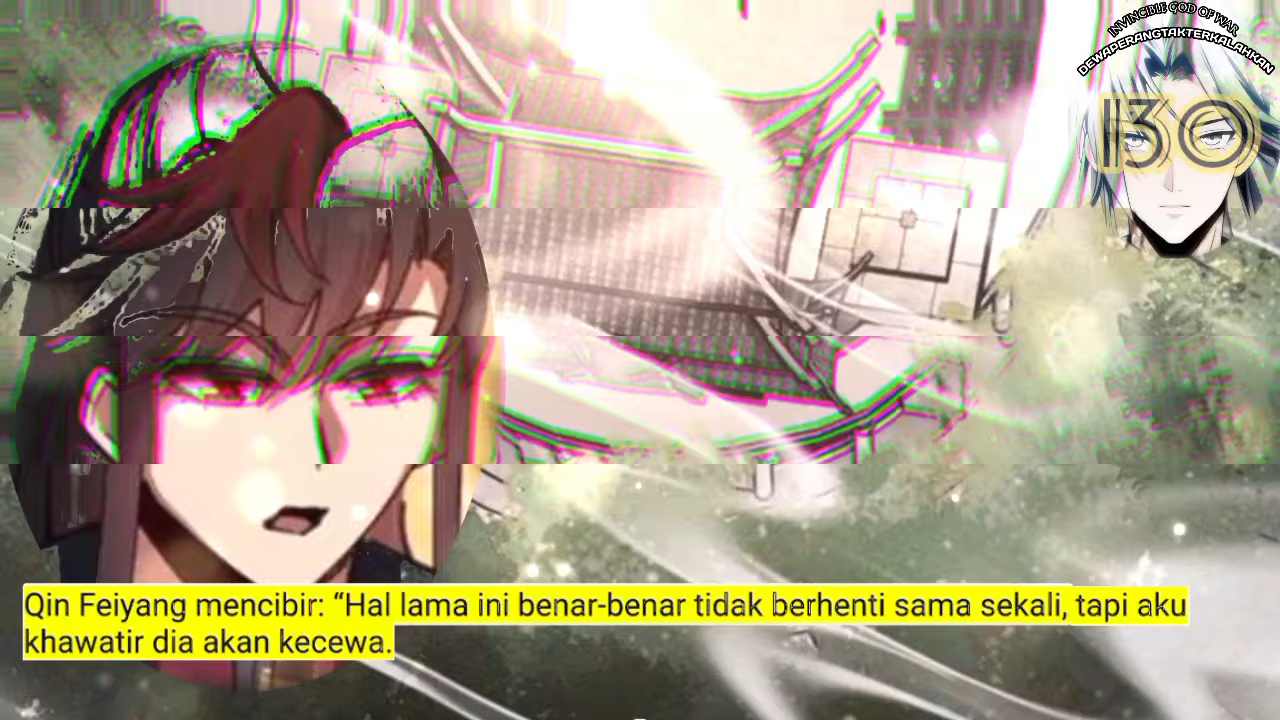 INVINCIBLE GOD OF WAR
DEWAPERANGTAKTERKALAHKAN
130
Qin Feiyang mencibir: “Hal lama ini benar-benar tidak berhenti sama sekali, tapi aku
khawatir dia akan kecewa.